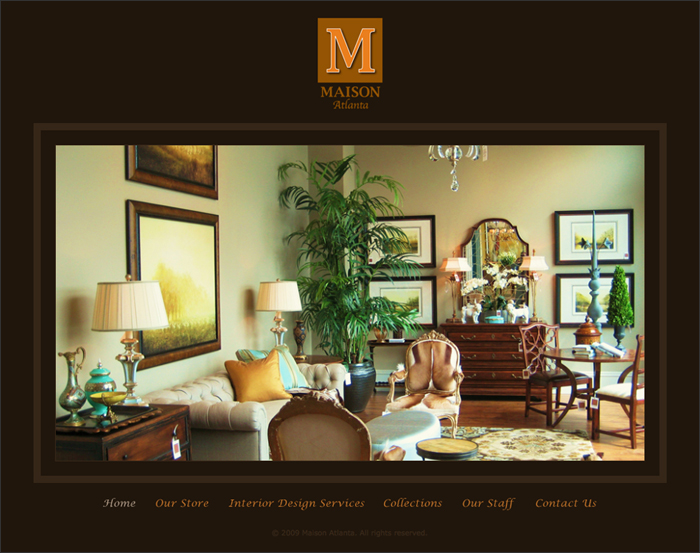 M
MAISON
Atlanta
Home Our Store Interior Design Services Collections Our Staff Contact Us
© 2009 Maison Atlanta. All rights reserved.